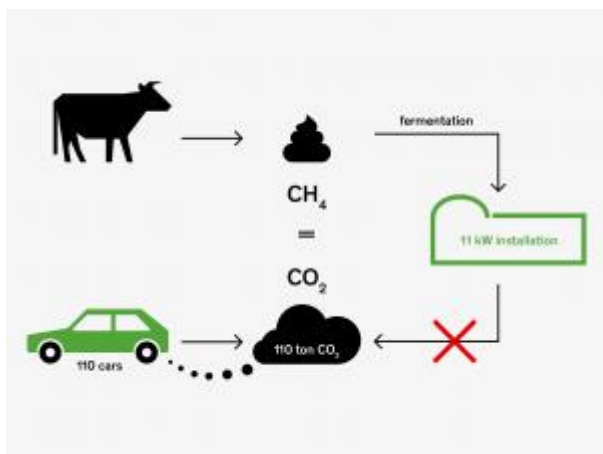 fermentation
CH₄
=
11 kW installation
CO₂
110 ton CO₂
110 cars